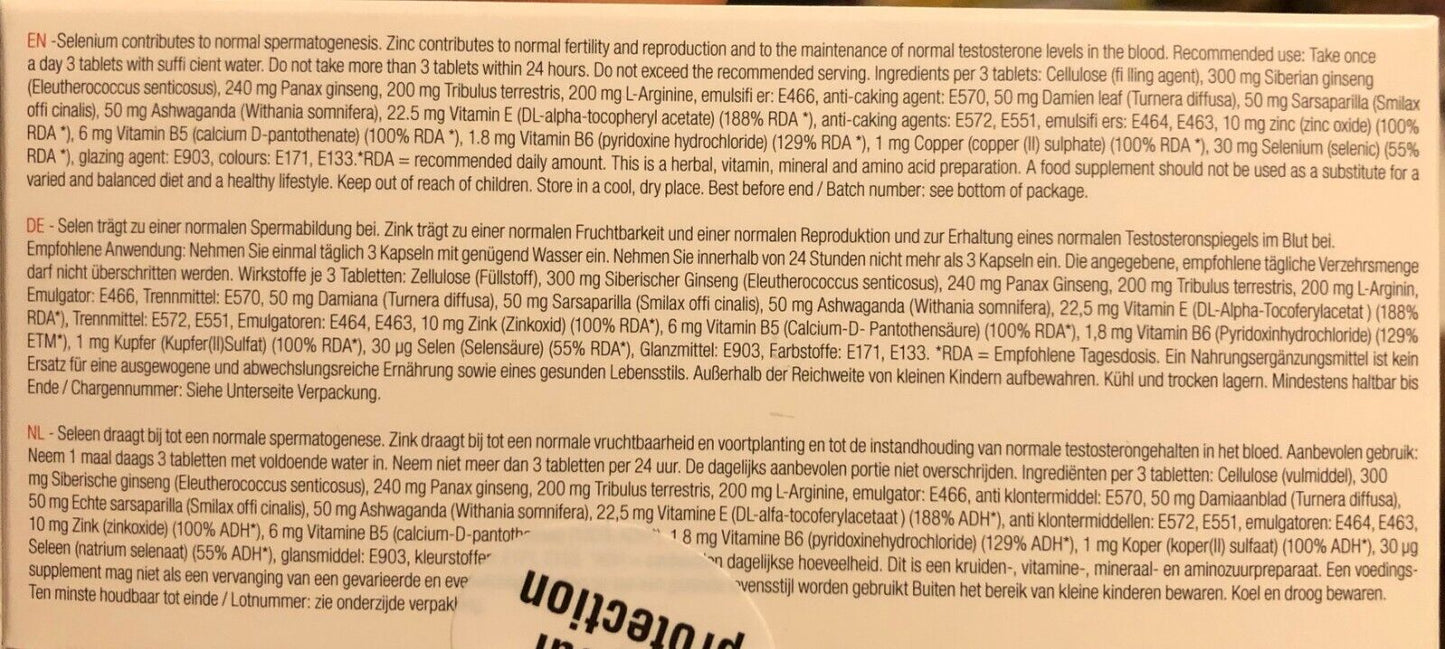 EN -Selenium contributes to normal spermatogenesis. Zinc contributes to normal fertility and reproduction and to the maintenance of normal testosterone levels in the blood. Recommended use: Take once
a day 3 tablets with suffi cient water. Do not take more than 3 tablets within 24 hours. Do not exceed the recommended serving. Ingredients per 3 tablets: Cellulose (fi lling agent), 300 mg Siberian ginseng
(Eleutherococcus senticosus), 240 mg Panax ginseng, 200 mg Tribulus terrestris, 200 mg L-Arginine, emulsifi er: E466, anti-caking agent: E570, 50 mg Damien leaf (Turnera diffusa), 50 mg Sarsaparilla (Smilax
offi cinalis), 50 mg Ashwaganda (Withania somnifera), 22.5 mg Vitamin E (DL-alpha-tocopheryl acetate) (188% RDA *), anti-caking agents: E572, E551, emulsifi ers: E464, E463, 10 mg zinc (zinc oxide) (100%
RDA *), 6 mg Vitamin B5 (calcium D-pantothenate) (100% RDA *), 1.8 mg Vitamin B6 (pyridoxine hydrochloride) (129% RDA *), 1 mg Copper (copper (II) sulphate) (100% RDA *), 30 mg Selenium (selenic) (55%
RDA *), glazing agent: E903, colours: E171, E133.*RDA = recommended daily amount. This is a herbal, vitamin, mineral and amino acid preparation. A food supplement should not be used as a substitute for a
varied and balanced diet and a healthy lifestyle. Keep out of reach of children. Store in a cool, dry place. Best before end / Batch number: see bottom of package.
DE - Selen trägt zu einer normalen Spermabildung bei. Zink trägt zu einer normalen Fruchtbarkeit und einer normalen Reproduktion und zur Erhaltung eines normalen Testosteronspiegels im Blut bei.
Empfohlene Anwendung: Nehmen Sie einmal täglich 3 Kapseln mit genügend Wasser ein. Nehmen Sie innerhalb von 24 Stunden nicht mehr als 3 Kapseln ein. Die angegebene, empfohlene tägliche Verzehrsmenge
darf nicht überschritten werden. Wirkstoffe je 3 Tabletten: Zellulose (Füllstoff), 300 mg Siberischer Ginseng (Eleutherococcus senticosus), 240 mg Panax Ginseng, 200 mg Tribulus terrestris, 200 mg L-Arginin,
Emulgator: E466, Trennmittel: E570, 50 mg Damiana (Turnera diffusa), 50 mg Sarsaparilla (Smilax offi cinalis), 50 mg Ashwaganda (Withania somnifera), 22,5 mg Vitamin E (DL-Alpha-Tocoferylacetat ) (188%
RDA*), Trennmittel: E572, E551, Emulgatoren: E464, E463, 10 mg Zink (Zinkoxid) (100% RDA*), 6 mg Vitamin B5 (Calcium-D- Pantothensäure) (100% RDA*), 1,8 mg Vitamin B6 (Pyridoxinhydrochloride) (129%
ETM*), 1 mg Kupfer (Kupfer(II)Sulfat) (100% RDA*), 30 µg Selen (Selensäure) (55% RDA*), Glanzmittel: E903, Farbstoffe: E171, E133. *RDA = Empfohlene Tagesdosis. Ein Nahrungsergänzungsmittel ist kein
Ersatz für eine ausgewogene und abwechslungsreiche Ernährung sowie eines gesunden Lebensstils. Außerhalb der Reichweite von kleinen Kindern aufbewahren. Kühl und trocken lagern. Mindestens haltbar bis
Ende / Chargennummer: Siehe Unterseite Verpackung.
NL - Seleen draagt bij tot een normale spermatogenese. Zink draagt bij tot een normale vruchtbaarheid en voortplanting en tot de instandhouding van normale testosterongehalten in het bloed. Aanbevolen gebruik:
Neem 1 maal daags 3 tabletten met voldoende water in. Neem niet meer dan 3 tabletten per 24 uur. De dagelijks aanbevolen portie niet overschrijden. Ingrediënten per 3 tabletten: Cellulose (vulmiddel), 300
mg Siberische ginseng (Eleutherococcus senticosus), 240 mg Panax ginseng, 200 mg Tribulus terrestris, 200 mg L-Arginine, emulgator: E466, anti klontermiddel: E570, 50 mg Damiaanblad (Turnera diffusa),
50 mg Echte sarsaparilla (Smilax offi cinalis), 50 mg Ashwaganda (Withania somnifera), 22,5 mg Vitamine E (DL-alfa-tocoferylacetaat ) (188% ADH*), anti klontermiddellen: E572, E551, emulgatoren: E464, E463,
10 mg Zink (zinkoxide) (100% ADH*), 6 mg Vitamine B5 (calcium-D-pantoth 1 8 mg Vitamine B6 (pyridoxinehydrochloride) (129% ADH*), 1 mg Koper (koper(II) sulfaat) (100% ADH*), 30 µg
Seleen (natrium selenaat) (55% ADH*), glansmiddel: E903, kleurstoffe dagelijkse hoeveelheid. Dit is een kruiden-, vitamine-, mineraal- en aminozuurpreparaat. Een voedings-
supplement mag niet als een vervanging van een gevarieerde en eve vensstijl worden gebruikt Buiten het bereik van kleine kinderen bewaren. Koel en droog bewaren.
Ten minste houdbaar tot einde / Lotnummer: zie onderzijde verpak
protection